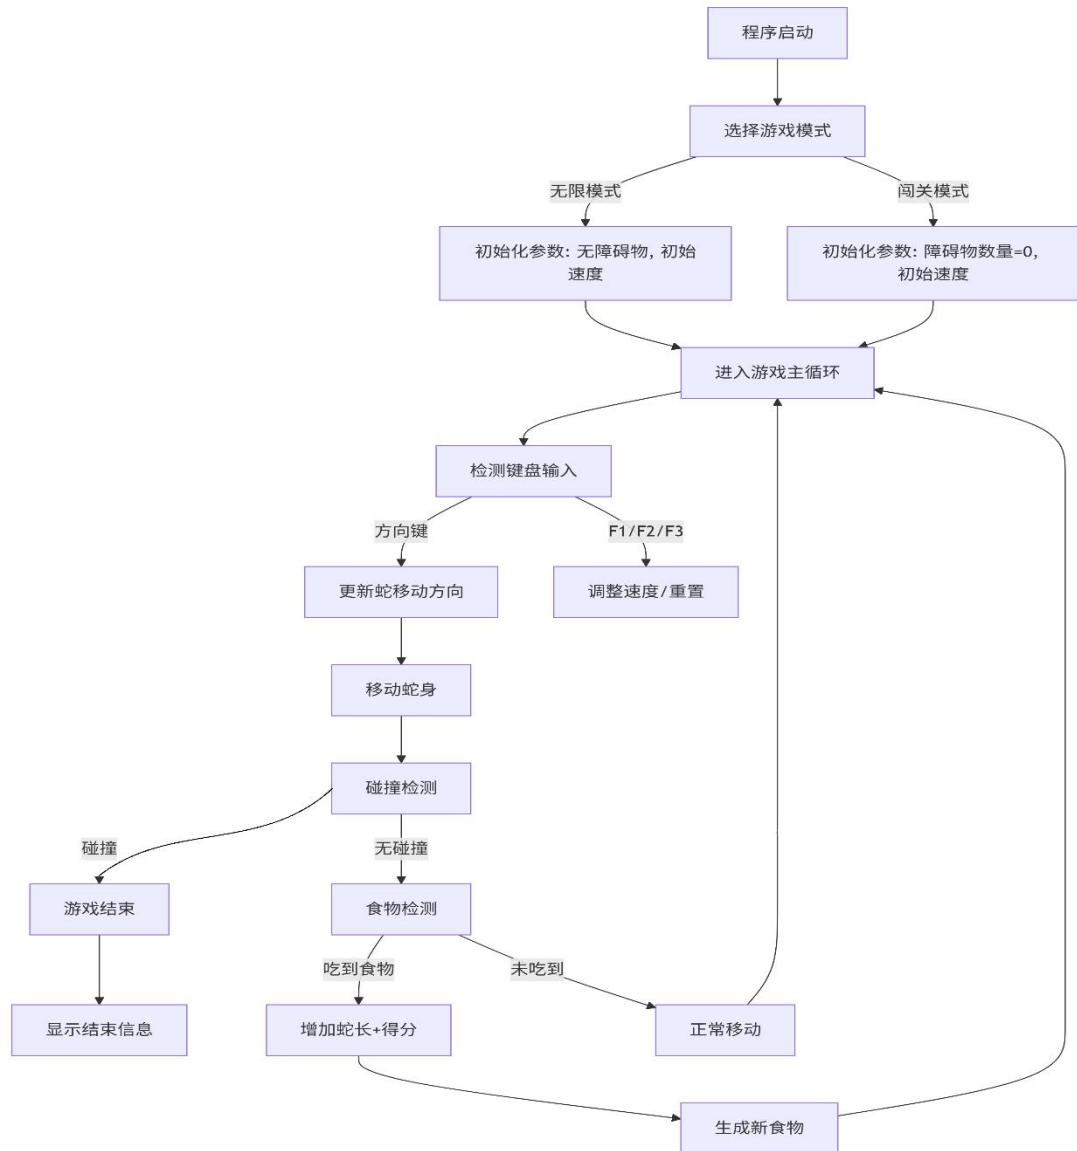 程序启动
选择游戏模式
无限模式
闯关模式
初始化参数: 无障碍物, 初始
速度
初始化参数: 障碍物数量=0,
初始速度
进入游戏主循环
检测键盘输入
方向键
F1/F2/F3
更新蛇移动方向
调整速度/重置
移动蛇身
碰撞检测
碰撞
无碰撞
游戏结束
食物检测
吃到食物
未吃到
显示结束信息
增加蛇长+得分
正常移动
生成新食物